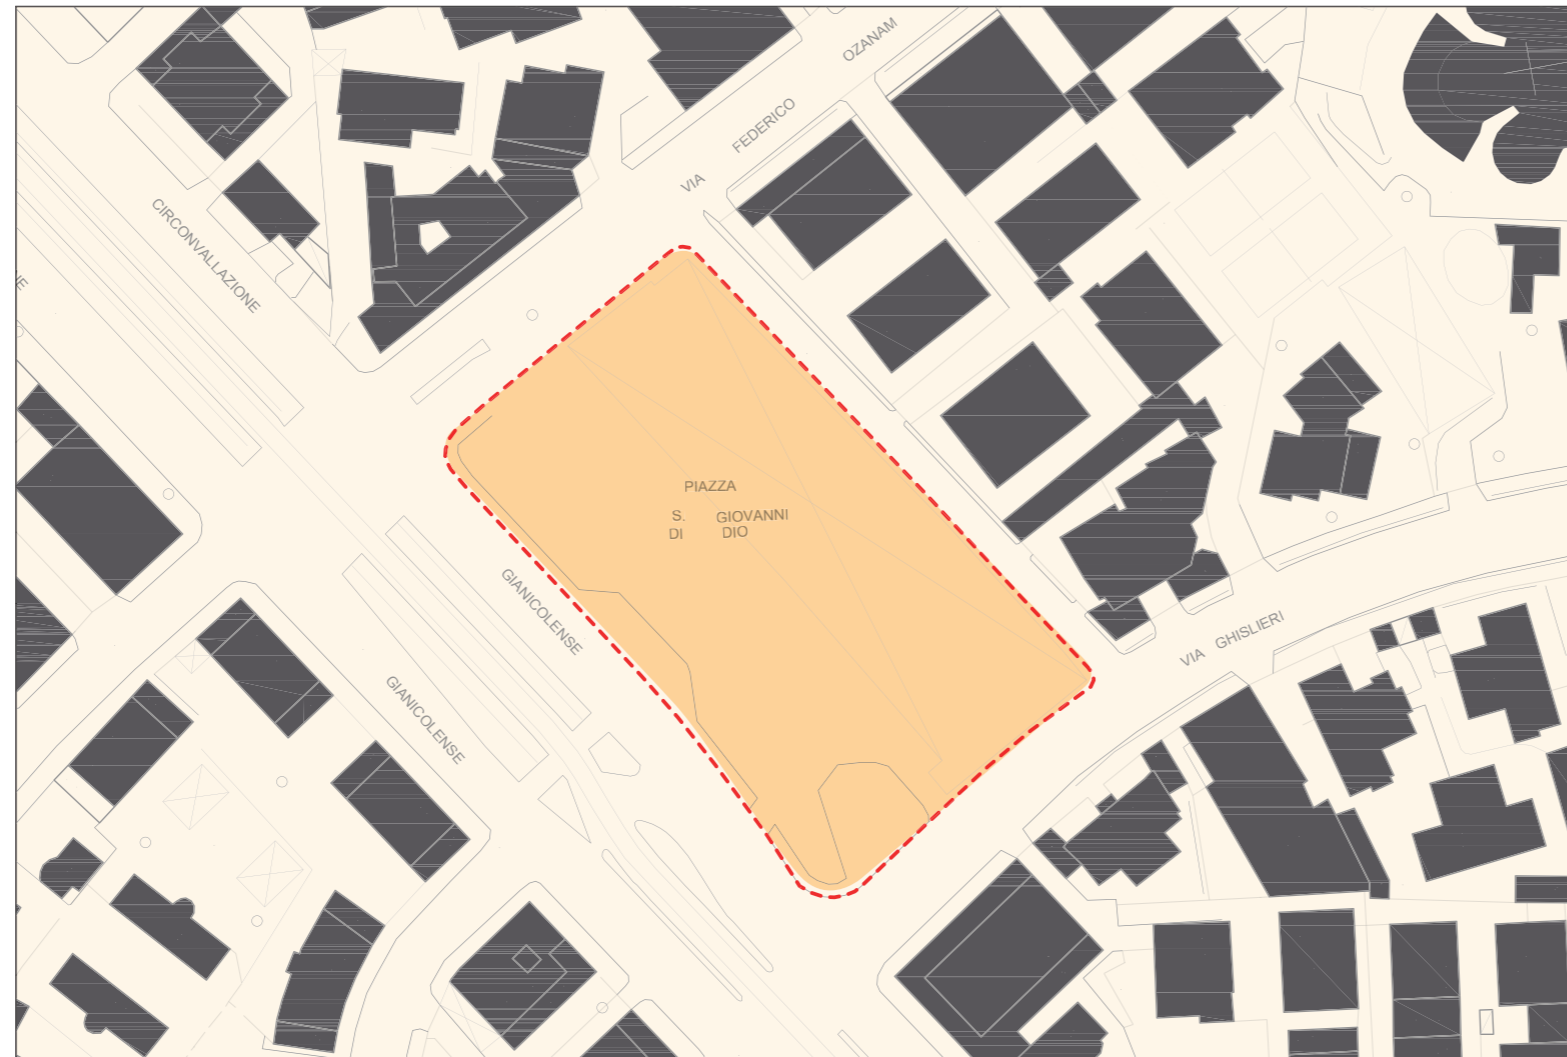 VIA FEDERICO OZANAM
CIRCONVALLAZIONE
PIAZZA
S. GIOVANNI
DI DIO
GIANICOLENSE
VIA GHISLIERI
GIANICOLENSE